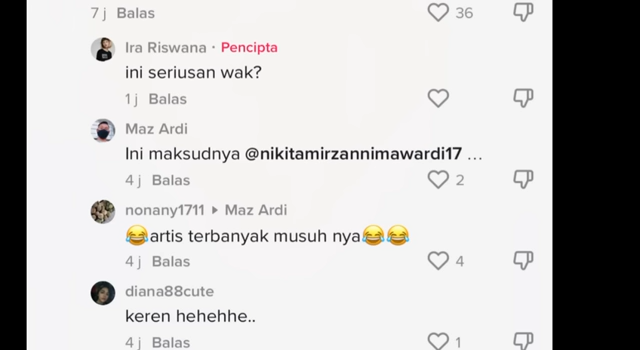 7 j Balas 36
Ira Riswana · Pencipta
ini seriusan wak?
1 j Balas
Maz Ardi
Ini maksudnya @nikitamirzannimawardi17 ...
4 j Balas 2
nonany1711 ▸ Maz Ardi
😂artis terbanyak musuh nya😂😂
4 j Balas 4
diana88cute
keren hehehhe..
4 j Balas 1